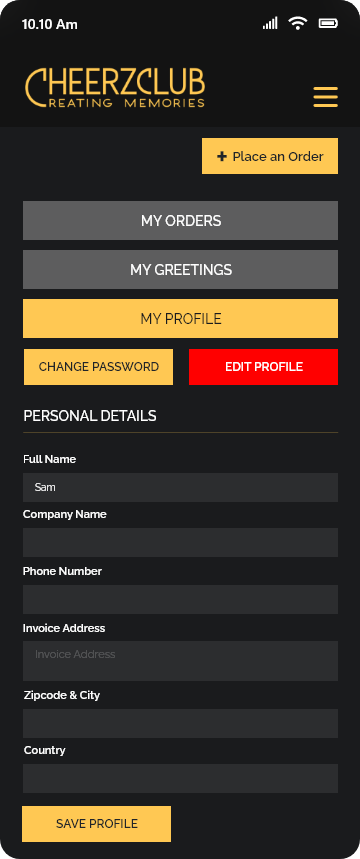 10.10 Am
CHEERZCLUB
REATING MEMORIES
+ Place an Order
MY ORDERS
MY GREETINGS
MY PROFILE
CHANGE PASSWORD
EDIT PROFILE
PERSONAL DETAILS
Full Name
Sam
Company Name
Phone Number
Invoice Address
Invoice Address
Zipcode & City
Country
SAVE PROFILE